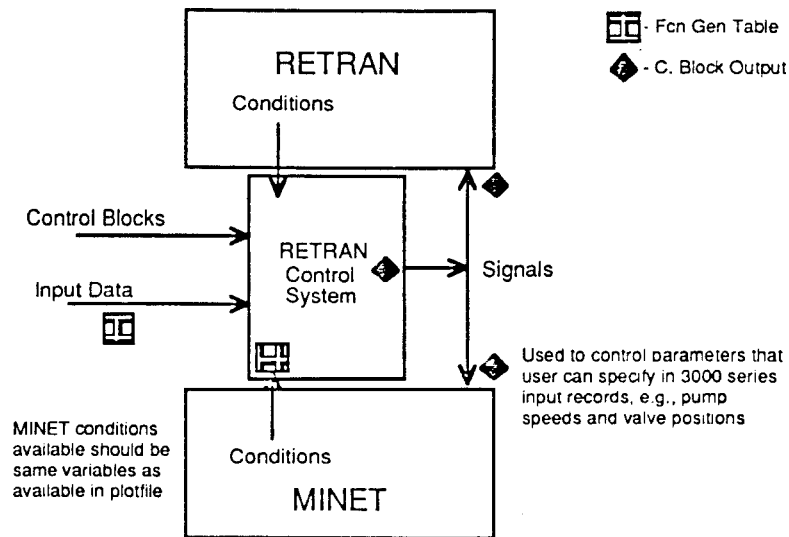 RETRAN
Conditions
- Fcn Gen Table
- C. Block Output
Control Blocks
Input Data
RETRAN
Control
System
Signals
Used to control parameters that
user can specify in 3000 series
input records, e.g., pump
speeds and valve positions
MINET conditions
available should be
same variables as
available in plotfile
Conditions
MINET